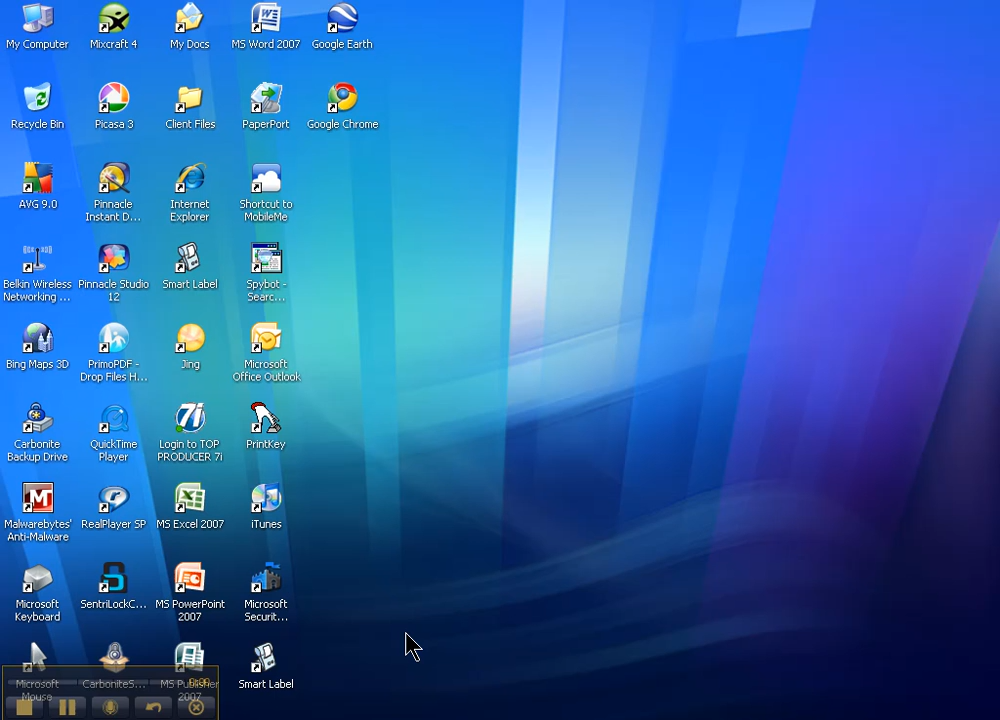 My Computer
Mixcraft 4
My Docs
MS Word 2007
Google Earth
Recycle Bin
Picasa 3
Client Files
PaperPort
Google Chrome
AVG 9.0
Pinnacle
Instant D...
Internet
Explorer
Shortcut to
MobileMe
Belkin Wireless
Networking ...
Pinnacle Studio
12
Smart Label
Spybot -
Searc...
Bing Maps 3D
PrimoPDF -
Drop Files H...
Jing
Microsoft
Office Outlook
Carbonite
Backup Drive
QuickTime
Player
Login to TOP
PRODUCER 7i
PrintKey
Malwarebytes'
Anti-Malware
RealPlayer SP
MS Excel 2007
iTunes
Microsoft
Keyboard
SentriLockC...
MS PowerPoint
2007
Microsoft
Securit...
Microsoft
Mouse
CarboniteS...
MS Publisher
2007
Smart Label
0:00